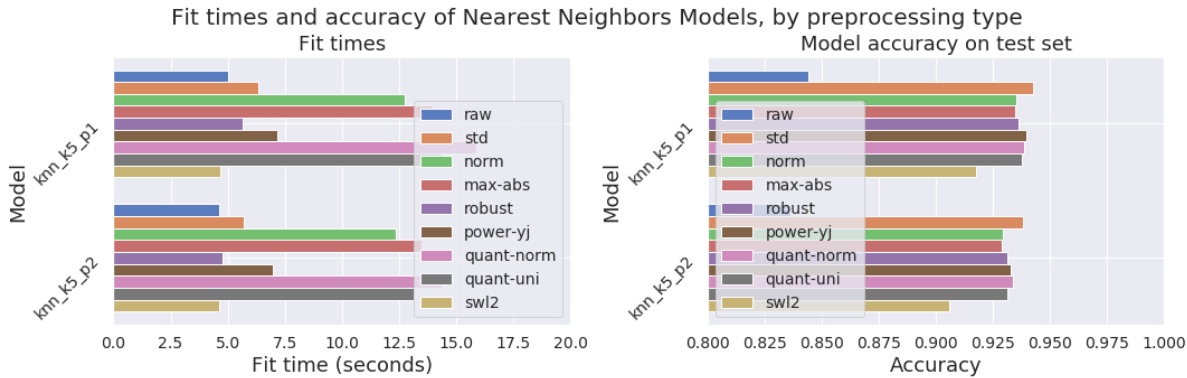 Fit times and accuracy of Nearest Neighbors Models, by preprocessing type
Fit times
Model
knn_k5_p1
knn_k5_p2
raw
std
norm
max-abs
robust
power-yj
quant-norm
quant-uni
swl2
0.0 2.5 5.0 7.5 10.0 12.5 15.0 17.5 20.0
Fit time (seconds)
Model accuracy on test set
Model
knn_k5_p1
knn_k5_p2
raw
std
norm
max-abs
robust
power-yj
quant-norm
quant-uni
swl2
0.800 0.825 0.850 0.875 0.900 0.925 0.950 0.975 1.000
Accuracy